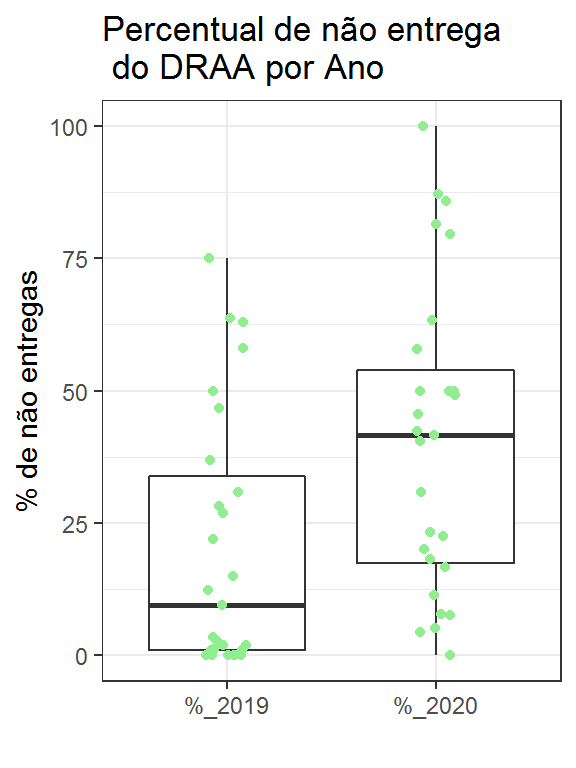 Percentual de não entrega
do DRAA por Ano
% de não entregas
100
75
50
25
0
%_2019
%_2020